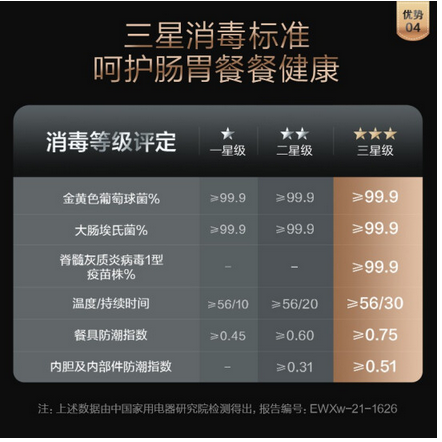 优势
04
三星消毒标准
呵护肠胃餐餐健康
消毒等级评定 ★ 一星级 ★★ 二星级 ★★★ 三星级
金黄色葡萄球菌% ≥99.9 ≥99.9 ≥99.9
大肠埃氏菌% ≥99.9 ≥99.9 ≥99.9
脊髓灰质炎病毒1型
疫苗株% – – ≥99.9
温度/持续时间 ≥56/10 ≥56/20 ≥56/30
餐具防潮指数 ≥0.45 ≥0.60 ≥0.75
内胆及内部件防潮指数 – ≥0.31 ≥0.51
注:上述数据由中国家用电器研究院检测得出,报告编号:EWXw-21-1626